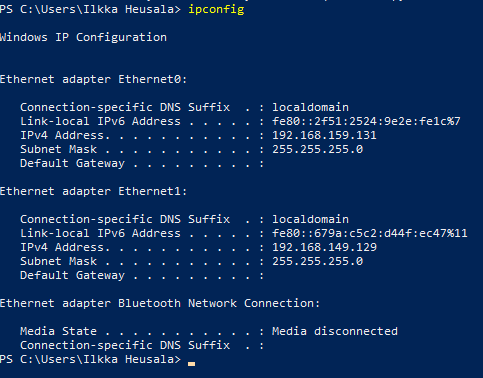 PS C:\Users\Ilkka Heusala> ipconfig
Windows IP Configuration
Ethernet adapter Ethernet0:
Connection-specific DNS Suffix  . : localdomain
Link-local IPv6 Address . . . . . : fe80::2f51:2524:9e2e:fe1c%7
IPv4 Address. . . . . . . . . . . : 192.168.159.131
Subnet Mask . . . . . . . . . . . : 255.255.255.0
Default Gateway . . . . . . . . . :
Ethernet adapter Ethernet1:
Connection-specific DNS Suffix  . : localdomain
Link-local IPv6 Address . . . . . : fe80::679a:c5c2:d44f:ec47%11
IPv4 Address. . . . . . . . . . . : 192.168.149.129
Subnet Mask . . . . . . . . . . . : 255.255.255.0
Default Gateway . . . . . . . . . :
Ethernet adapter Bluetooth Network Connection:
Media State . . . . . . . . . . . : Media disconnected
Connection-specific DNS Suffix  . :
PS C:\Users\Ilkka Heusala>